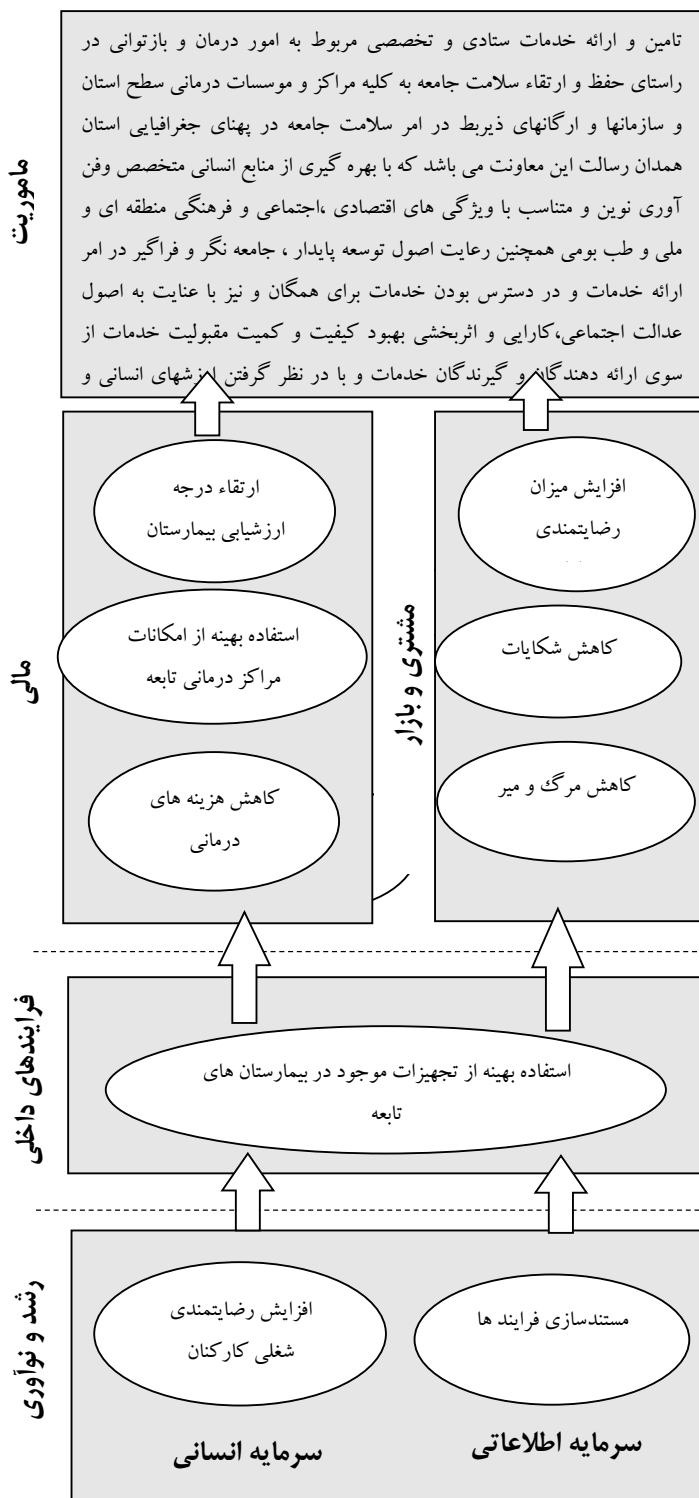 ماموریت
تامین و ارائه خدمات ستادی و تخصصی مربوط به امور درمان و بازتوانی در
راستای حفظ و ارتقاء سلامت جامعه به کلیه مراکز و موسسات درمانی سطح استان
و سازمانها و ارگانهای ذیربط در امر سلامت جامعه در پهنای جغرافیایی استان
همدان رسالت این معاونت می باشد که با بهره گیری از منابع انسانی متخصص وفن
آوری نوین و متناسب با ویژگی های اقتصادی ،اجتماعی و فرهنگی منطقه ای و
ملی و طب بومی همچنین رعایت اصول توسعه پایدار ، جامعه نگر و فراگیر در امر
ارائه خدمات و در دسترس بودن خدمات برای همگان و نیز با عنایت به اصول
عدالت اجتماعی،کارایی و اثربخشی بهبود کیفیت و کمیت مقبولیت خدمات از
سوی ارائه دهندگان و گیرندگان خدمات و با در نظر گرفتن ارزشهای انسانی و
مشتری و بازار
افزایش میزان
رضایتمندی
کاهش شکایات
کاهش مرگ و میر
مالی
ارتقاء درجه
ارزشیابی بیمارستان
استفاده بهینه از امکانات
مراکز درمانی تابعه
کاهش هزینه های
درمانی
فرایندهای داخلی
استفاده بهینه از تجهیزات موجود در بیمارستان های
تابعه
رشد و نوآوری
مستندسازی فرایند ها
سرمایه اطلاعاتی
افزایش رضایتمندی
شغلی کارکنان
سرمایه انسانی